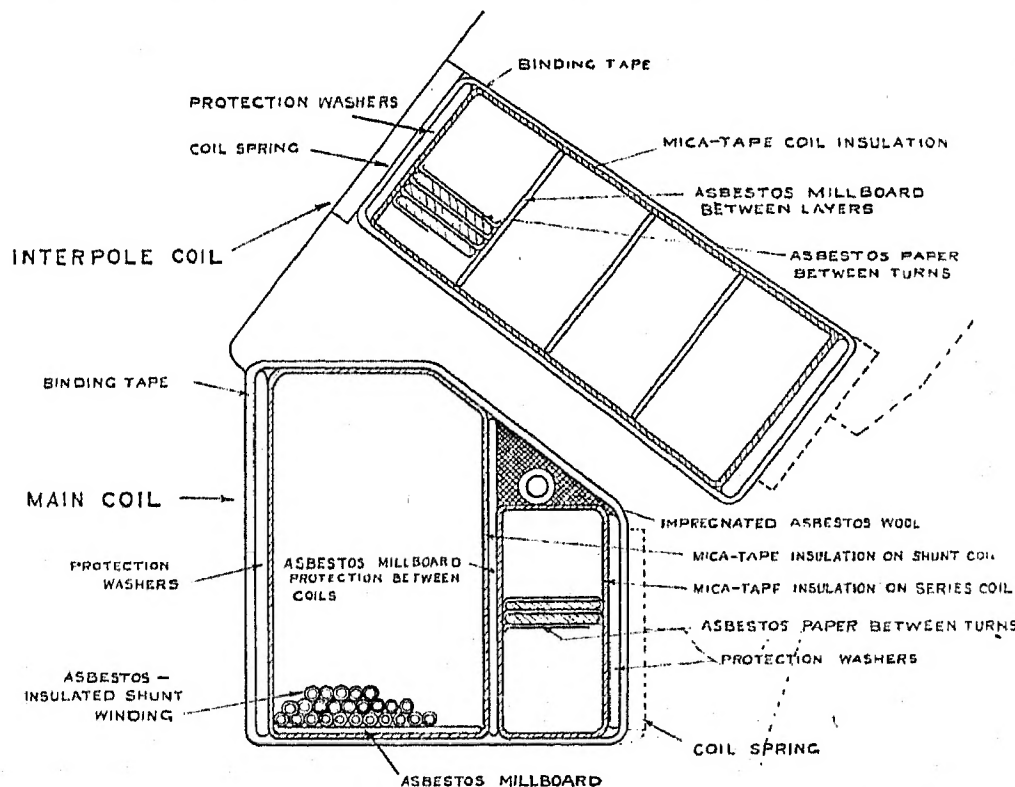 BINDING TAPE
PROTECTION WASHERS
COIL SPRING
MICA-TAPE COIL INSULATION
ASBESTOS MILLBOARD
BETWEEN LAYERS
INTERPOLE COIL
ASBESTOS PAPER
BETWEEN TURNS
BINDING TAPE
MAIN COIL
IMPREGNATED ASBESTOS WOOL
MICA-TAPE INSULATION ON SHUNT COIL
PROTECTION
WASHERS
ASBESTOS MILLBOARD
PROTECTION BETWEEN
COILS
MICA-TAPE INSULATION ON SERIES COIL
ASBESTOS PAPER BETWEEN TURNS
PROTECTION WASHERS
ASBESTOS –
INSULATED SHUNT
WINDING
COIL SPRING
ASBESTOS MILLBOARD